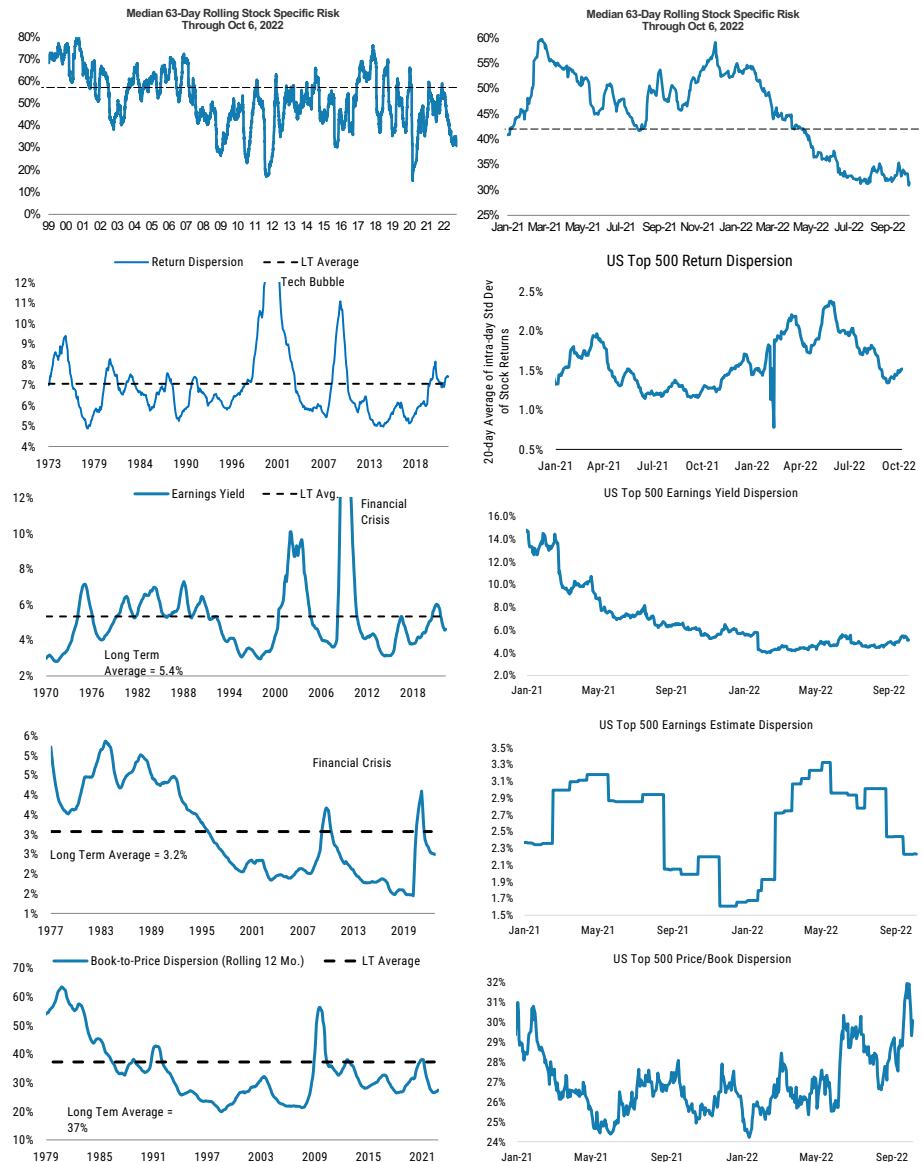 Median 63-Day Rolling Stock Specific Risk
Through Oct 6, 2022
80%
70%
60%
50%
40%
30%
20%
10%
0%
99 00 01 02 03 04 05 06 07 08 09 10 11 12 13 14 15 16 17 18 19 20 21 22
Median 63-Day Rolling Stock Specific Risk
Through Oct 6, 2022
60%
55%
50%
45%
40%
35%
30%
25%
Jan-21 Mar-21 May-21 Jul-21 Sep-21 Nov-21 Jan-22 Mar-22 May-22 Jul-22 Sep-22
Return Dispersion LT Average
Tech Bubble
12%
11%
9%
8%
7%
6%
5%
4%
1973 1979 1984 1990 1996 2001 2007 2013 2018
US Top 500 Return Dispersion
20-day Average of intra-day Std Dev
of Stock Returns
2.5%
2.0%
1.5%
1.0%
0.5%
Jan-21 Apr-21 Jul-21 Oct-21 Jan-22 Apr-22 Jul-22 Oct-22
Earnings Yield LT Avg.
Financial
Crisis
12%
10%
8%
6%
4%
2%
Long Term
Average = 5.4%
1970 1976 1982 1988 1994 2000 2006 2012 2018
US Top 500 Earnings Yield Dispersion
16.0%
14.0%
12.0%
10.0%
8.0%
6.0%
4.0%
2.0%
Jan-21 May-21 Sep-21 Jan-22 May-22 Sep-22
6%
5%
5%
4%
4%
3%
3%
2%
2%
1%
Financial Crisis
Long Term Average = 3.2%
1977 1983 1989 1995 2001 2007 2013 2019
US Top 500 Earnings Estimate Dispersion
3.5%
3.3%
3.1%
2.9%
2.7%
2.5%
2.3%
2.1%
1.9%
1.7%
1.5%
Jan-21 May-21 Sep-21 Jan-22 May-22 Sep-22
Book-to-Price Dispersion (Rolling 12 Mo.) LT Average
70%
60%
50%
40%
30%
20%
10%
Long Tem Average =
37%
1979 1985 1991 1997 2003 2009 2015 2021
US Top 500 Price/Book Dispersion
32%
31%
30%
29%
28%
27%
26%
25%
24%
Jan-21 May-21 Sep-21 Jan-22 May-22 Sep-22